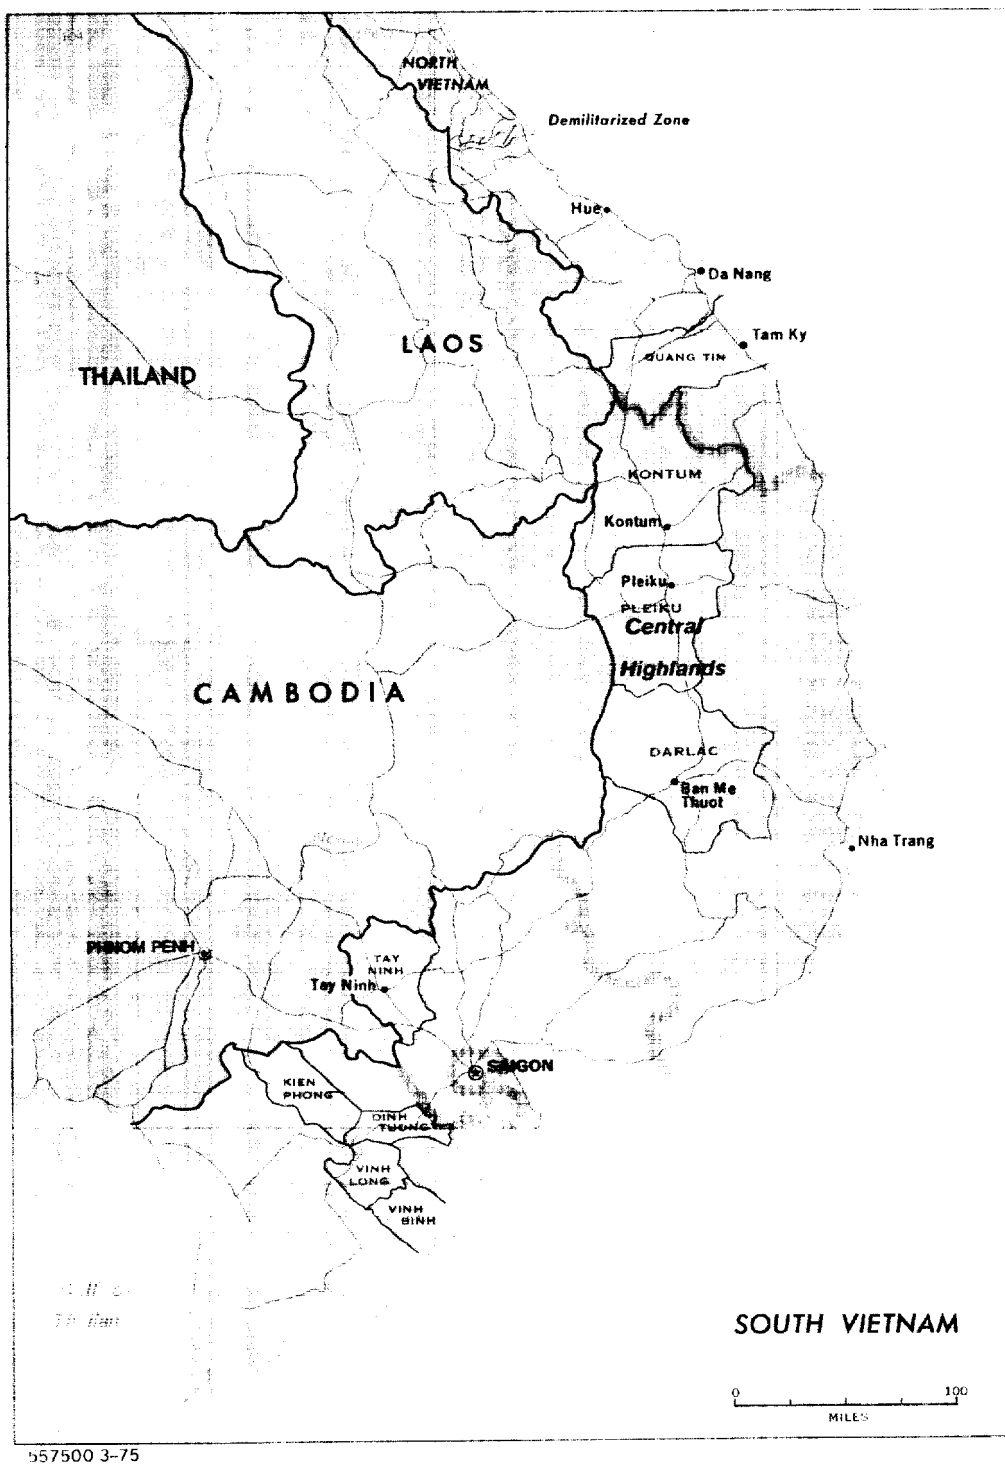 NORTH
VIETNAM
Demilitarized Zone
Hue
Da Nang
Tam Ky
LAOS
QUANG TIN
THAILAND
KONTUM
Kontum
Pleiku
PLEIKU
Central
Highlands
CAMBODIA
DARLAC
Ban Me
Thuot
Nha Trang
PHNOM PENH
TAY
NINH
Tay Ninh
SAIGON
KIEN
PHONG
DINH
TUONG
VINH
LONG
VINH
BINH
SOUTH VIETNAM
0 100
MILES
557500 3-75